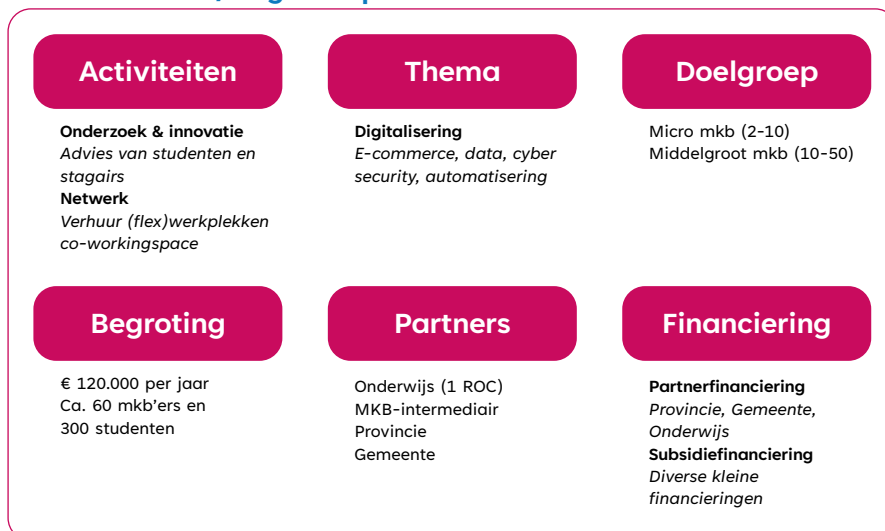 Activiteiten
Onderzoek & innovatie
Advies van studenten en
stagairs
Netwerk
Verhuur (flex)werkplekken
co-workingspace
Thema
Digitalisering
E-commerce, data, cyber
security, automatisering
Doelgroep
Micro mkb (2-10)
Middelgroot mkb (10-50)
Begroting
€ 120.000 per jaar
Ca. 60 mkb'ers en
300 studenten
Partners
Onderwijs (1 ROC)
MKB-intermediair
Provincie
Gemeente
Financiering
Partnerfinanciering
Provincie, Gemeente,
Onderwijs
Subsidiefinanciering
Diverse kleine
financieringen